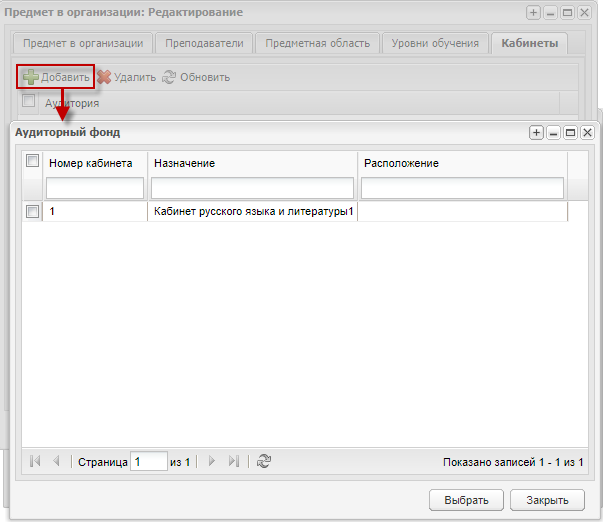 Предмет в организации: Редактирование
Предмет в организации Преподаватели Предметная область Уровни обучения Кабинеты
Добавить Удалить Обновить
Аудитория
Аудиторный фонд
Номер кабинета Назначение Расположение
1 Кабинет русского языка и литературы1
Страница 1 из 1 Показано записей 1 - 1 из 1
Выбрать Закрыть